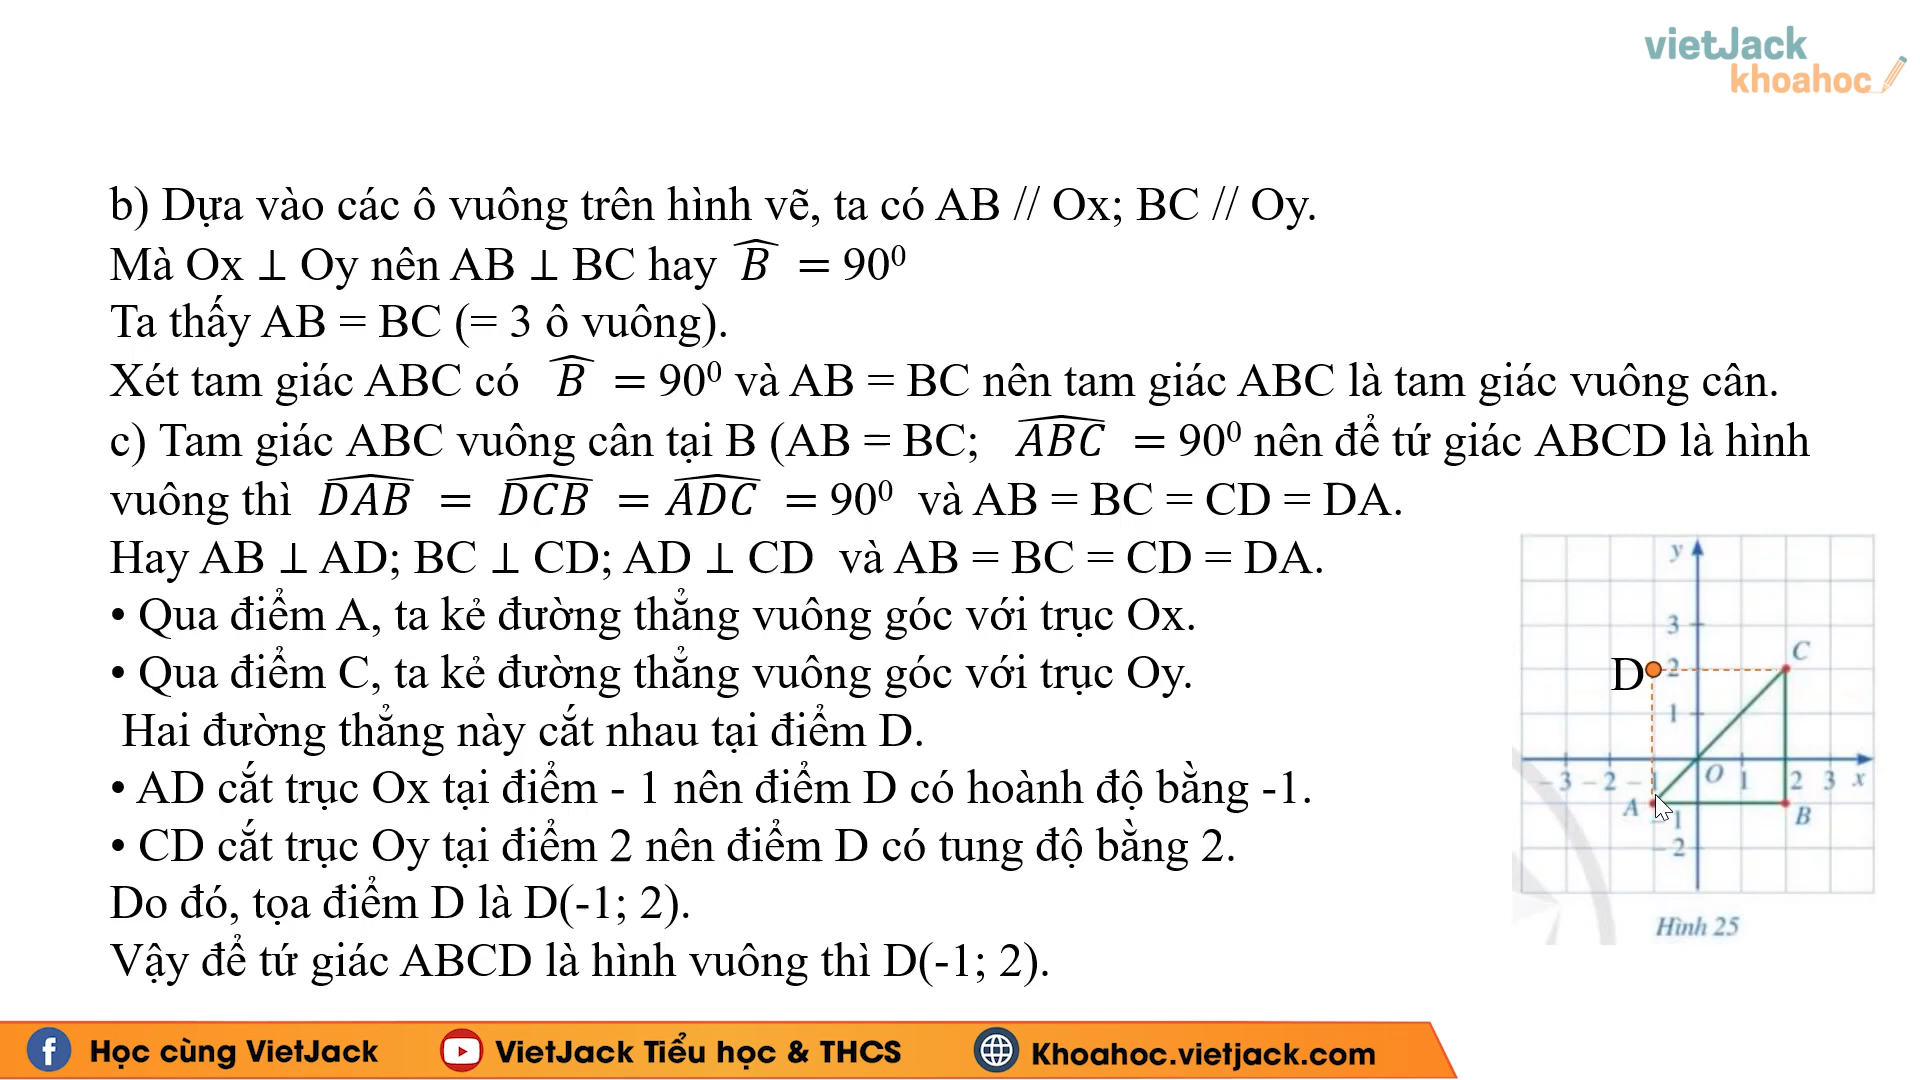 vietJack
khoahoc
b) Dựa vào các ô vuông trên hình vẽ, ta có AB // Ox; BC // Oy.
Mà Ox ⊥ Oy nên AB ⊥ BC hay B̂ = 90⁰
Ta thấy AB = BC (= 3 ô vuông).
Xét tam giác ABC có B̂ = 90⁰ và AB = BC nên tam giác ABC là tam giác vuông cân.
c) Tam giác ABC vuông cân tại B (AB = BC; \widehat{ABC} = 90⁰ nên để tứ giác ABCD là hình
vuông thì \widehat{DAB} = \widehat{DCB} = \widehat{ADC} = 90⁰ và AB = BC = CD = DA.
Hay AB ⊥ AD; BC ⊥ CD; AD ⊥ CD và AB = BC = CD = DA.
• Qua điểm A, ta kẻ đường thẳng vuông góc với trục Ox.
• Qua điểm C, ta kẻ đường thẳng vuông góc với trục Oy.
Hai đường thẳng này cắt nhau tại điểm D.
• AD cắt trục Ox tại điểm - 1 nên điểm D có hoành độ bằng -1.
• CD cắt trục Oy tại điểm 2 nên điểm D có tung độ bằng 2.
Do đó, tọa điểm D là D(-1; 2).
Vậy để tứ giác ABCD là hình vuông thì D(-1; 2).
y
3
C
D 2
1
-3 -2 -1 O 1 2 3 x
A -1 B
-2
Hình 25
Học cùng VietJack
VietJack Tiểu học & THCS
Khoahoc.vietjack.com